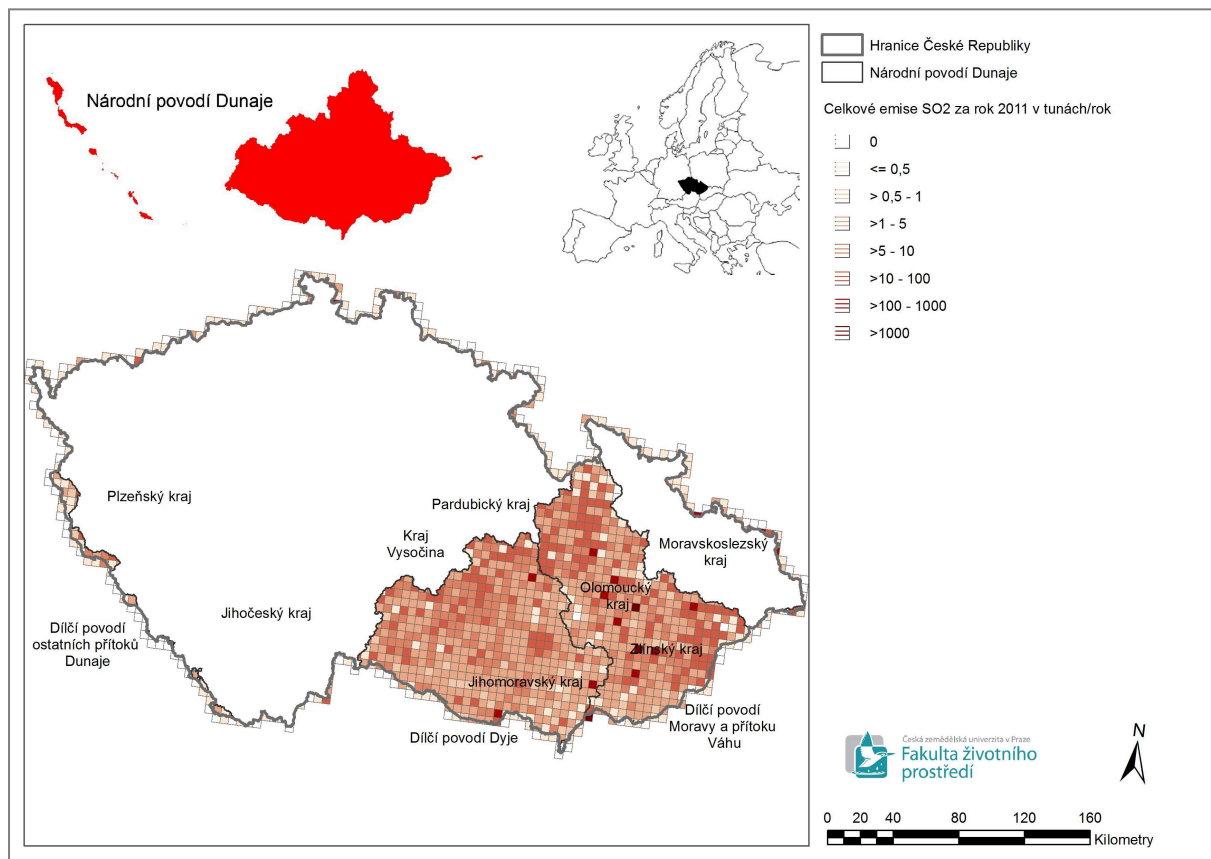 Národní povodí Dunaje
Hranice České Republiky
Národní povodí Dunaje
Celkové emise SO2 za rok 2011 v tunách/rok
0
<= 0,5
> 0,5 - 1
>1 - 5
>5 - 10
>10 - 100
>100 - 1000
>1000
Plzeňský kraj
Pardubický kraj
Kraj
Vysočina
Moravskoslezský
kraj
Olomoucký
kraj
Jihočeský kraj
Dílčí povodí
ostatních přítoků
Dunaje
Zlínský kraj
Jihomoravský kraj
Dílčí povodí Dyje
Dílčí povodí
Moravy a přítoku
Váhu
Česká zemědělská univerzita v Praze
Fakulta životního
prostředí
N
0 20 40 80 120 160
Kilometry